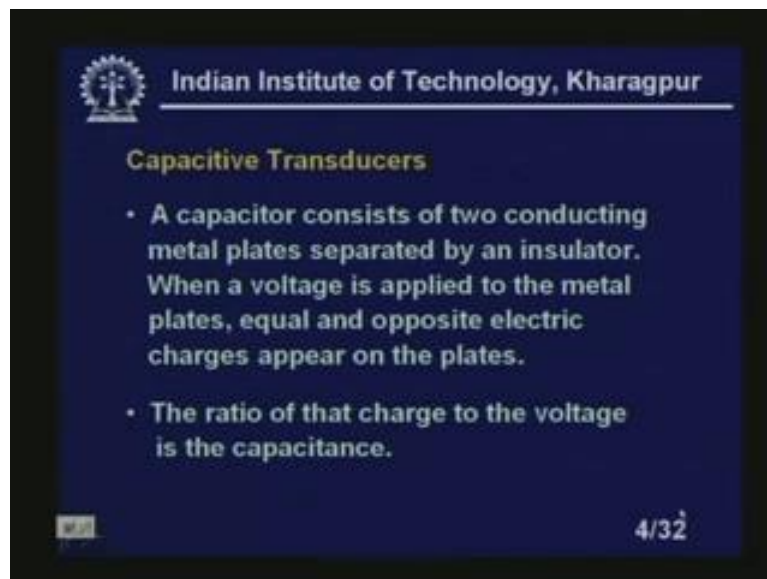 Indian Institute of Technology, Kharagpur
Capacitive Transducers
• A capacitor consists of two conducting
metal plates separated by an insulator.
When a voltage is applied to the metal
plates, equal and opposite electric
charges appear on the plates.
• The ratio of that charge to the voltage
is the capacitance.
4/32